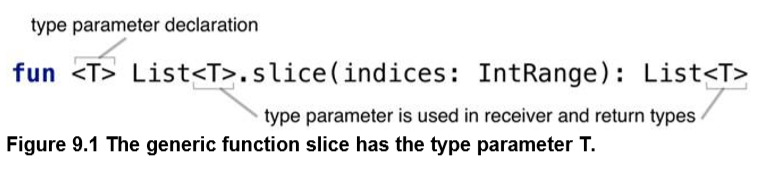 type parameter declaration
fun <T> List<T>.slice(indices: IntRange): List<T>
type parameter is used in receiver and return types
Figure 9.1 The generic function slice has the type parameter T.